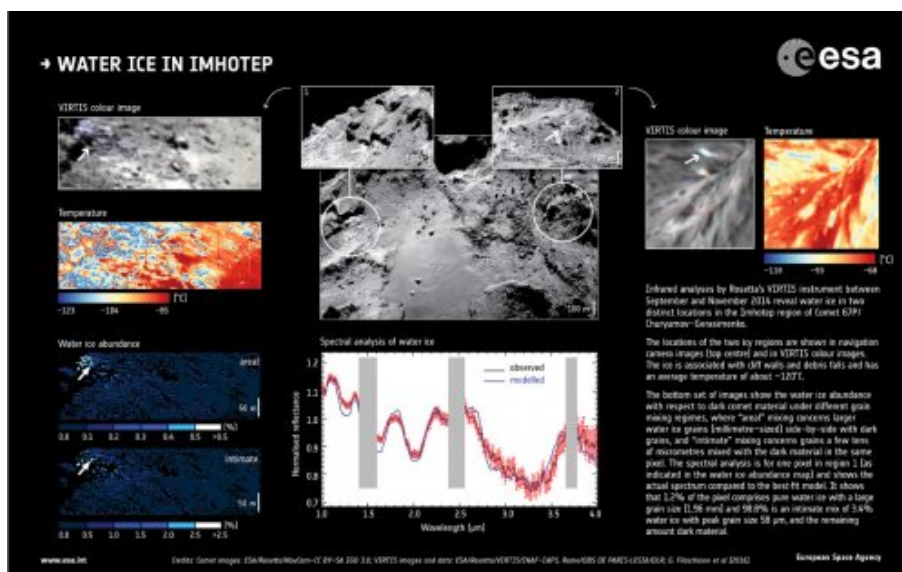 → WATER ICE IN IMHOTEP
esa
VIRTIS colour image
1
2
VIRTIS colour image
Temperature
Temperature
[°C]
-123 -104 -85
100 m
[°C]
-93 -68
Infrared analyses by Rosetta's VIRTIS instrument between
September and November 2014 reveal water ice in two
distinct locations in the Imhotep region of Comet 67P/
Churyumov-Gerasimenko.
The locations of the two icy regions are shown in navigation
camera images (top centre) and in VIRTIS colour images.
The ice is associated with cliff walls and debris falls and has
an average temperature of about -120°C.
The bottom set of images show the water ice abundance
with respect to dark comet material under different grain
mixing regimes, where "areal" mixing concerns larger
water ice grains (millimetre-sized) side-by-side with dark
grains, and "intimate" mixing concerns grains a few tens
of micrometres mixed with the dark material in the same
pixel. The spectral analysis is for one pixel in region 1 (as
indicated in the water ice abundance map) and shows the
actual spectrum compared to the best-fit model. It shows
that 1.2% of the pixel comprises pure water ice with a large
grain size (1.96 mm) and 98.8% is an intimate mix of 3.4%
water ice with peak grain size 58 μm, and the remaining
amount dark material.
Water ice abundance
areal
50 m
[%]
0.0 0.1 0.2 0.3 0.4 0.5 >0.5
intimate
50 m
[%]
0.0 0.5 1.0 1.5 2.0 2.5 >2.5
Spectral analysis of water ice
observed
modelled
Normalised reflectance
1.2
1.1
1.0
0.9
0.8
0.7
1.0 1.5 2.0 2.5 3.0 3.5 4.0
Wavelength [μm]
www.esa.int
European Space Agency